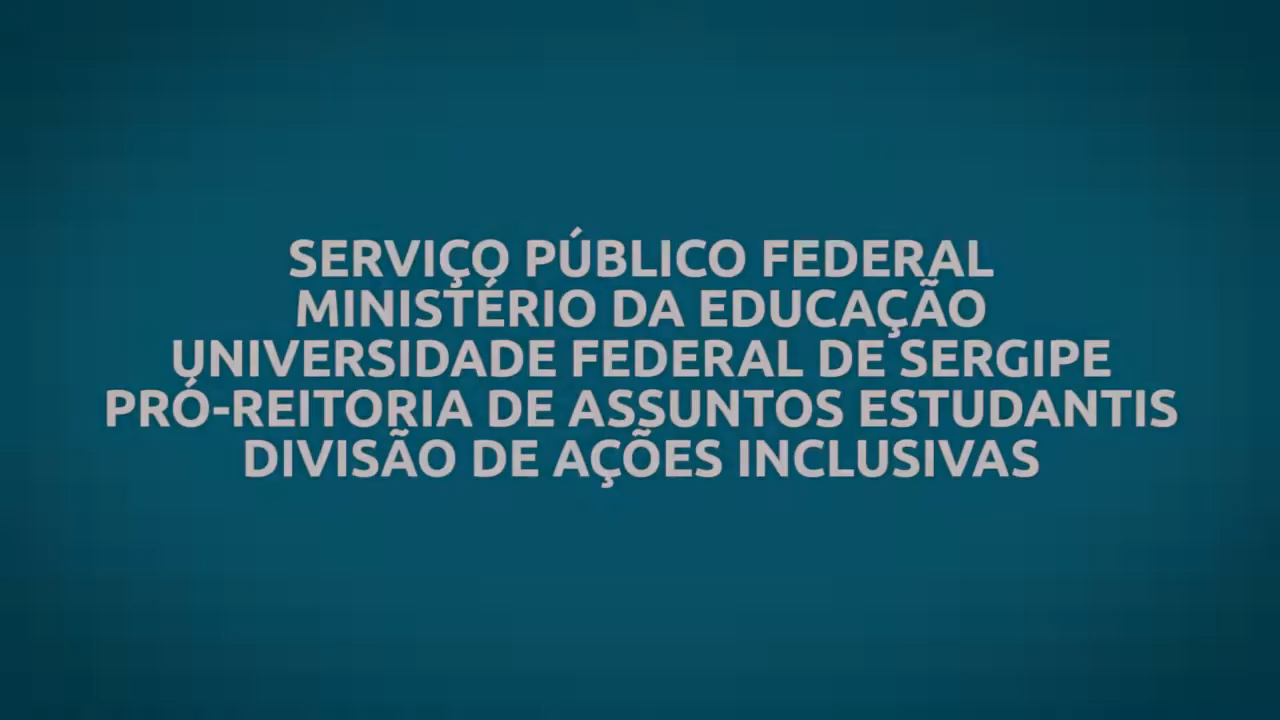 SERVIÇO PÚBLICO FEDERAL
MINISTÉRIO DA EDUCAÇÃO
UNIVERSIDADE FEDERAL DE SERGIPE
PRÓ-REITORIA DE ASSUNTOS ESTUDANTIS
DIVISÃO DE AÇÕES INCLUSIVAS